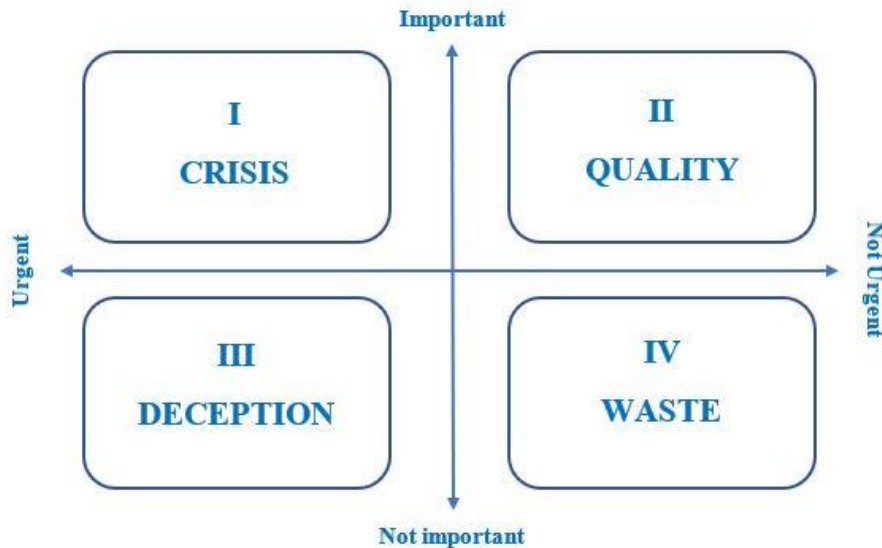 Important
I
CRISIS
II
QUALITY
Urgent
Not Urgent
III
DECEPTION
IV
WASTE
Not important